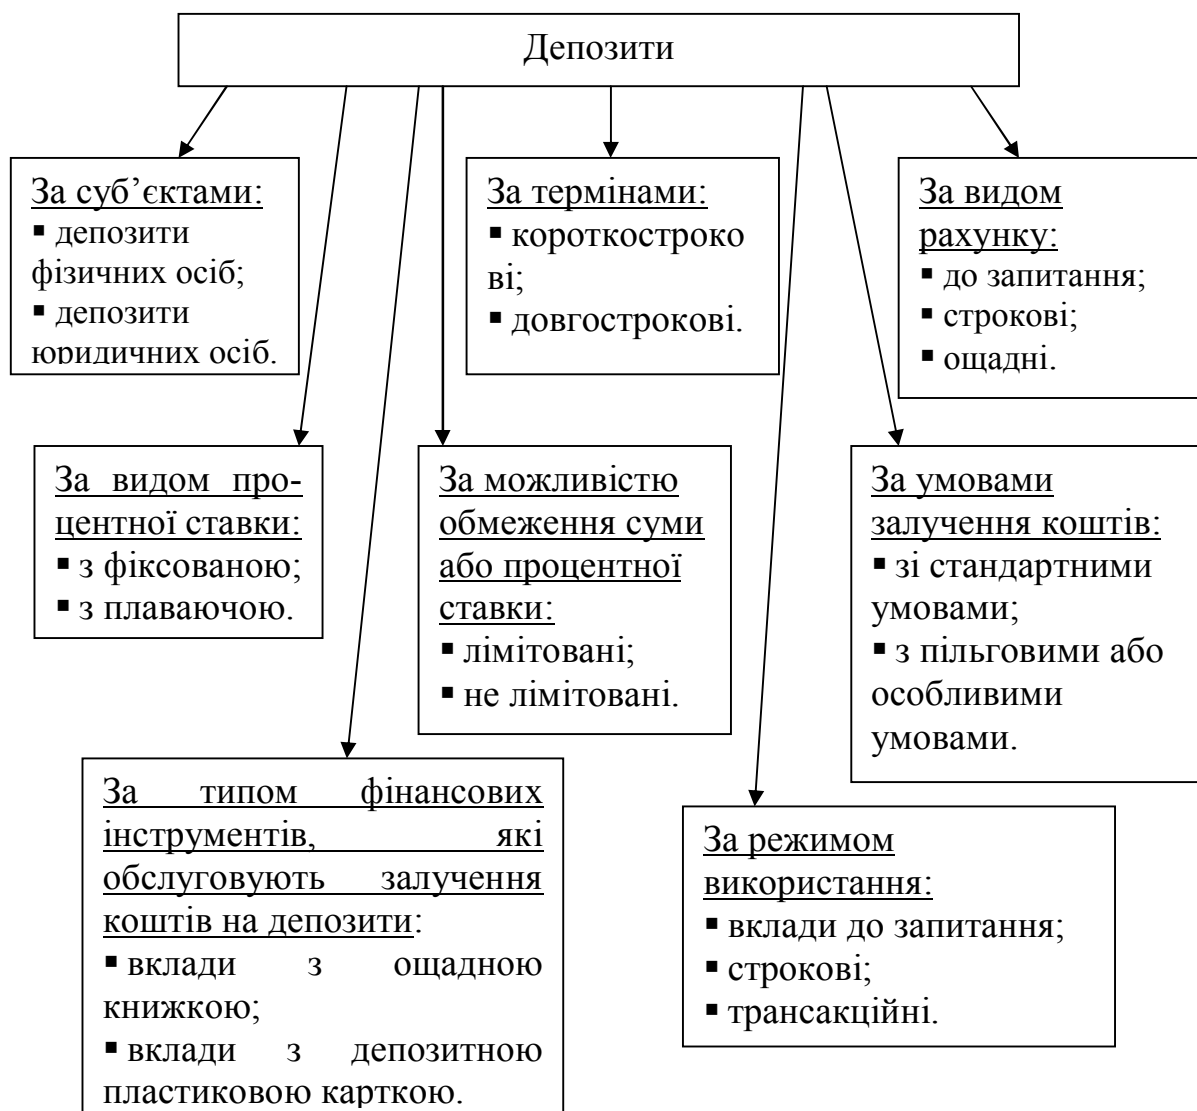 Депозити
За суб’єктами:
▪ депозити
фізичних осіб;
▪ депозити
юридичних осіб.
За термінами:
▪ короткостроко
ві;
▪ довгострокові.
За видом
рахунку:
▪ до запитання;
▪ строкові;
▪ ощадні.
За видом про-
центної ставки:
▪ з фіксованою;
▪ з плаваючою.
За можливістю
обмеження суми
або процентної
ставки:
▪ лімітовані;
▪ не лімітовані.
За умовами
залучення коштів:
▪ зі стандартними
умовами;
▪ з пільговими або
особливими
умовами.
За типом фінансових
інструментів, які
обслуговують залучення
коштів на депозити:
▪ вклади з ощадною
книжкою;
▪ вклади з депозитною
пластиковою карткою.
За режимом
використання:
▪ вклади до запитання;
▪ строкові;
▪ трансакційні.